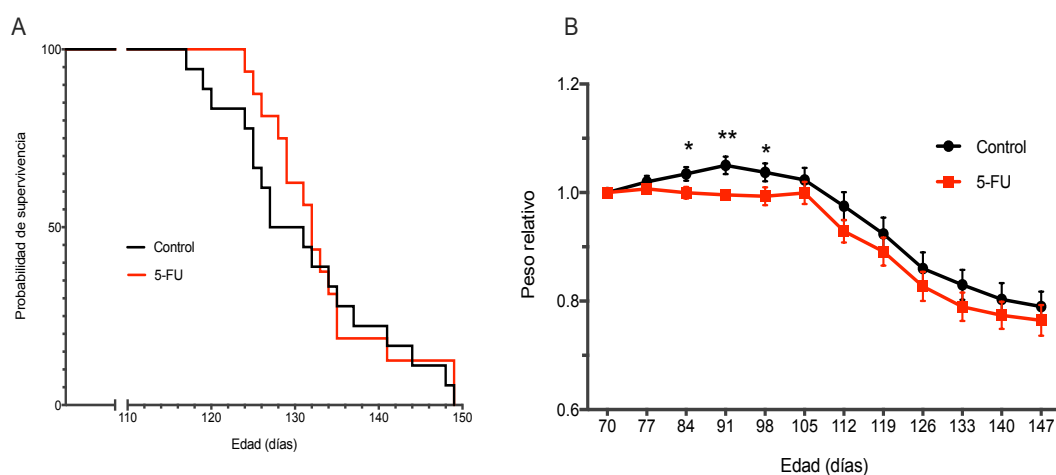 A
Probabilidad de supervivencia
100
50
0
Control
5-FU
110 120 130 140 150
Edad (días)
B
Peso relativo
1.2
1.0
0.8
0.6
* ** *
Control
5-FU
70 77 84 91 98 105 112 119 126 133 140 147
Edad (días)